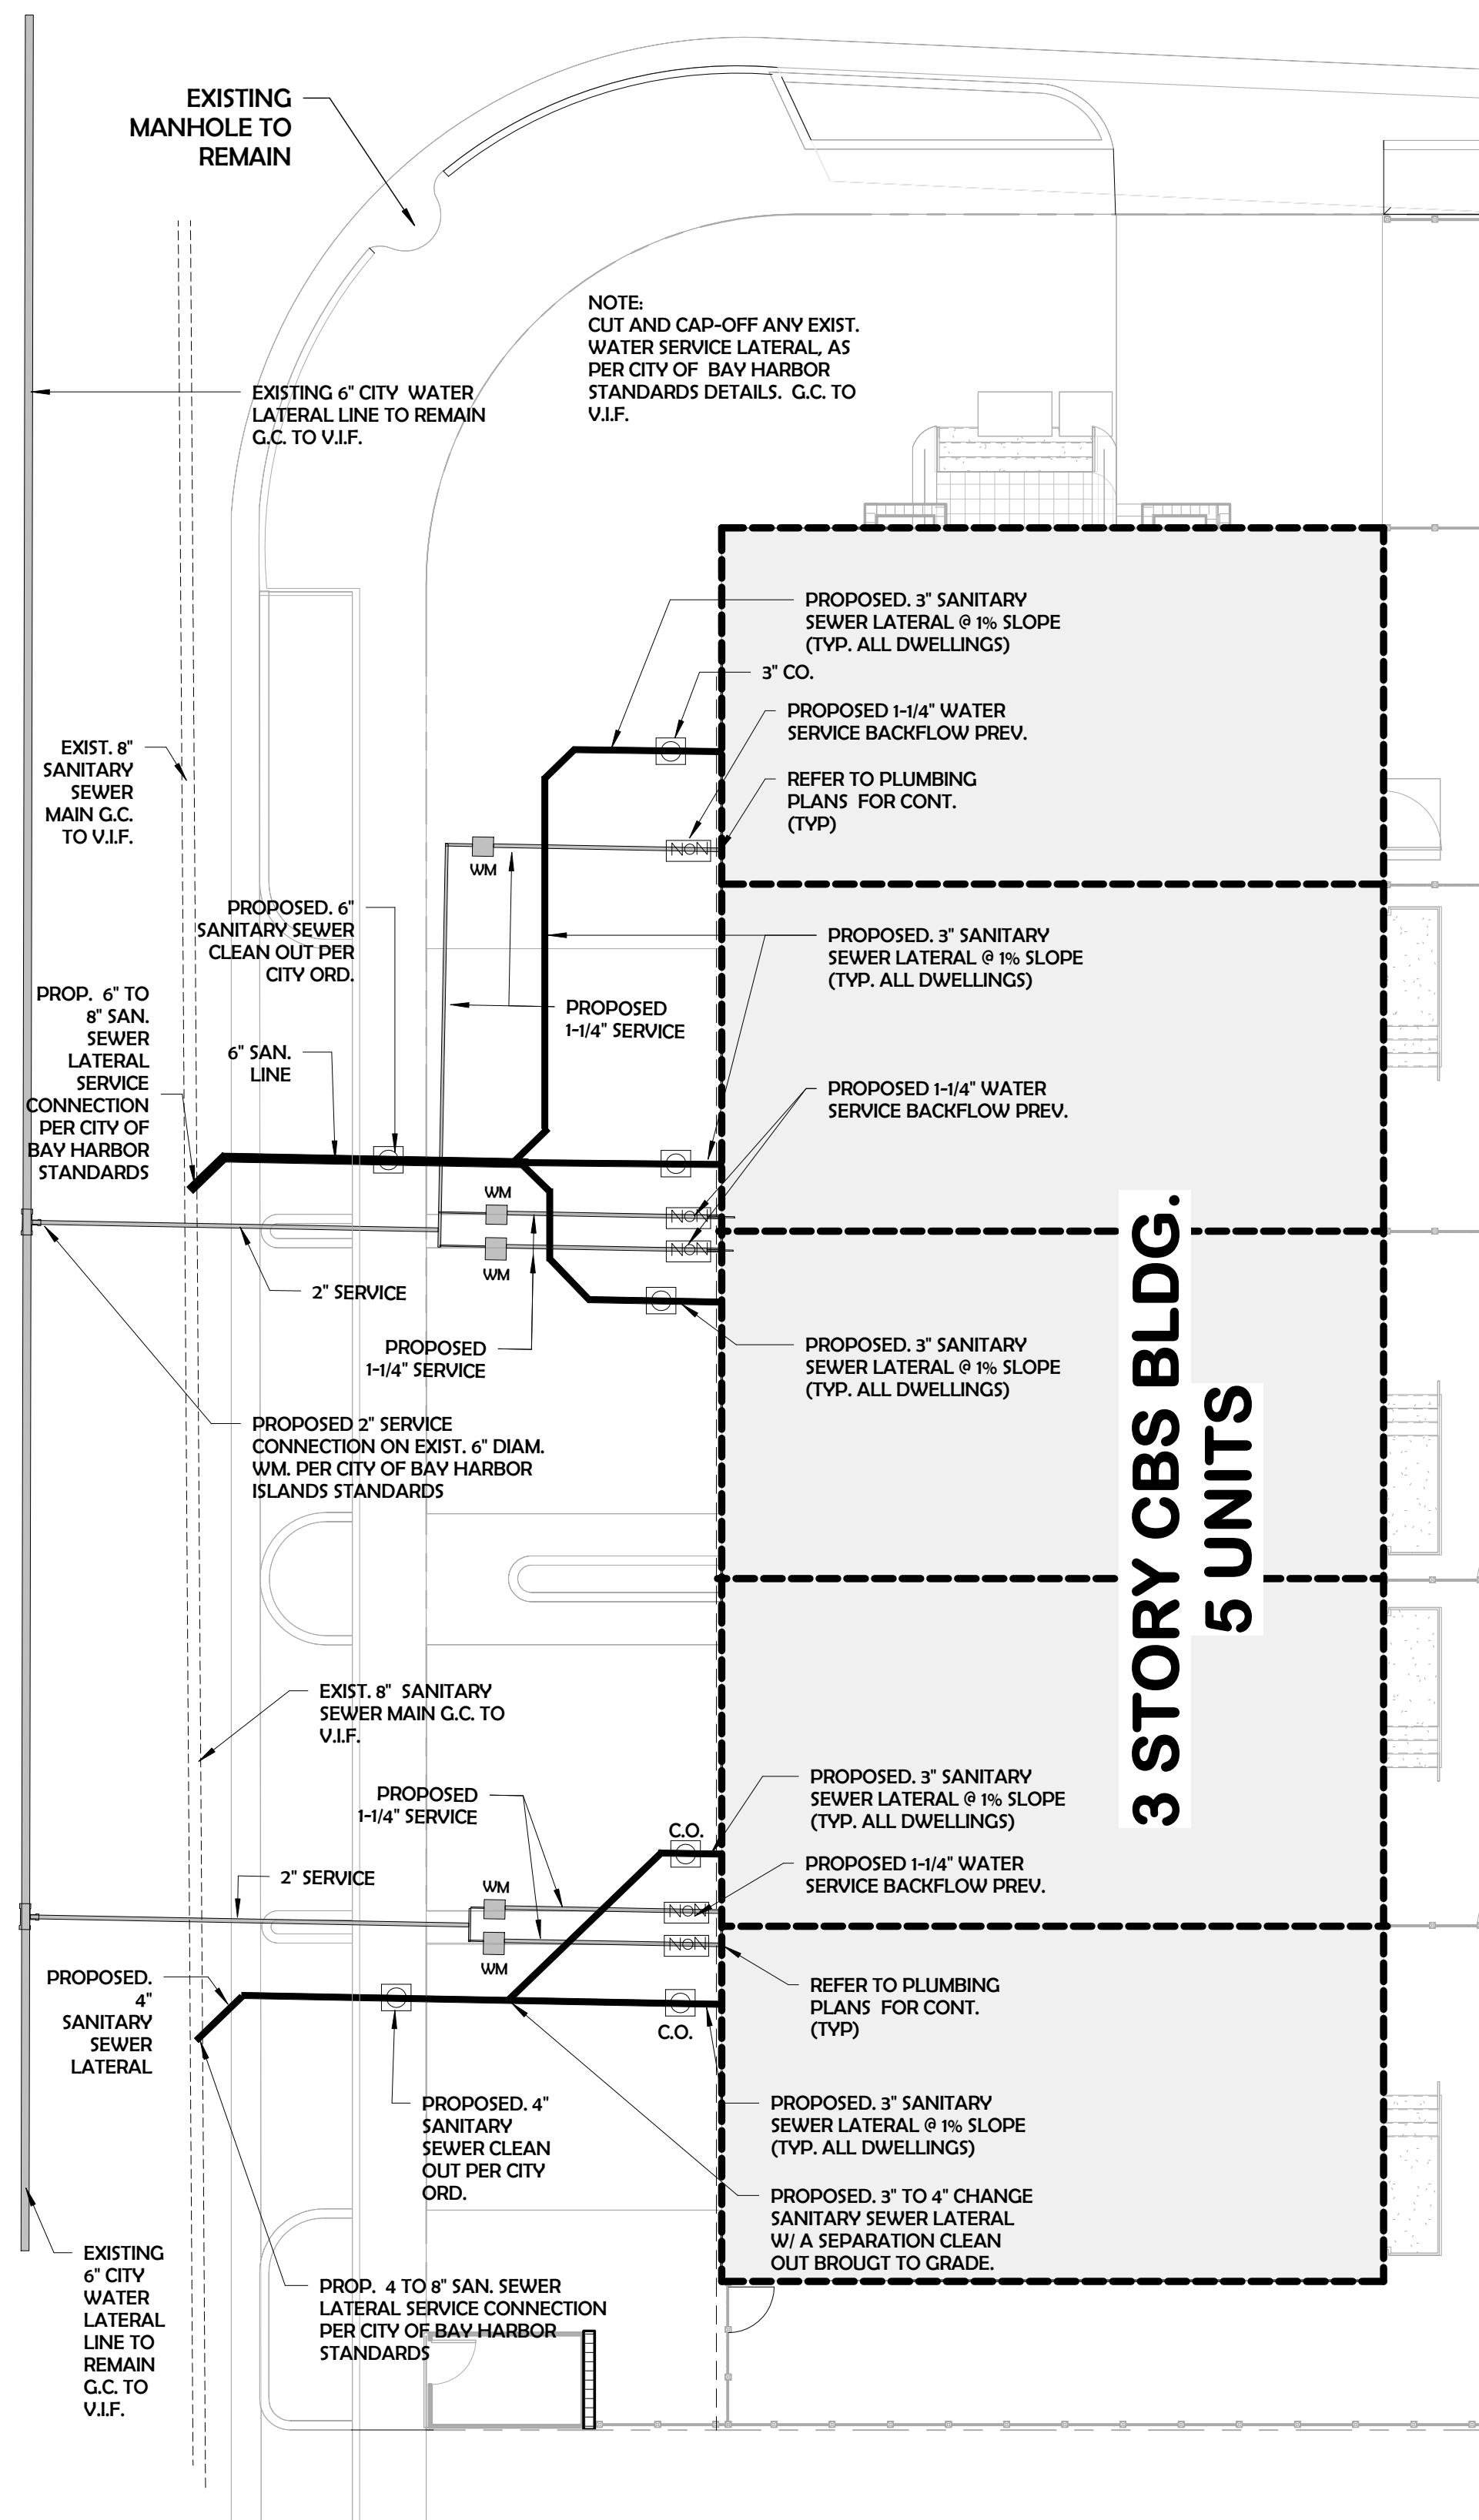 EXISTING
MANHOLE TO
REMAIN
NOTE:
CUT AND CAP-OFF ANY EXIST.
WATER SERVICE LATERAL, AS
PER CITY OF BAY HARBOR
STANDARDS DETAILS. G.C. TO
V.I.F.
EXISTING 6" CITY WATER
LATERAL LINE TO REMAIN
G.C. TO V.I.F.
PROPOSED. 3" SANITARY
SEWER LATERAL @ 1% SLOPE
(TYP. ALL DWELLINGS)
3" CO.
PROPOSED 1-1/4" WATER
SERVICE BACKFLOW PREV.
EXIST. 8"
SANITARY
SEWER
MAIN G.C.
TO V.I.F.
REFER TO PLUMBING
PLANS FOR CONT.
(TYP)
WM
NON
PROPOSED. 6"
SANITARY SEWER
CLEAN OUT PER
CITY ORD.
PROPOSED. 3" SANITARY
SEWER LATERAL @ 1% SLOPE
(TYP. ALL DWELLINGS)
PROP. 6" TO
8" SAN.
SEWER
LATERAL
SERVICE
CONNECTION
PER CITY OF
BAY HARBOR
STANDARDS
PROPOSED
1-1/4" SERVICE
6" SAN.
LINE
PROPOSED 1-1/4" WATER
SERVICE BACKFLOW PREV.
WM
NON
NON
WM
2" SERVICE
PROPOSED
1-1/4" SERVICE
PROPOSED. 3" SANITARY
SEWER LATERAL @ 1% SLOPE
(TYP. ALL DWELLINGS)
3 STORY CBS BLDG.
5 UNITS
PROPOSED 2" SERVICE
CONNECTION ON EXIST. 6" DIAM.
WM. PER CITY OF BAY HARBOR
ISLANDS STANDARDS
EXIST. 8" SANITARY
SEWER MAIN G.C. TO
V.I.F.
PROPOSED
1-1/4" SERVICE
PROPOSED. 3" SANITARY
SEWER LATERAL @ 1% SLOPE
(TYP. ALL DWELLINGS)
C.O.
PROPOSED 1-1/4" WATER
SERVICE BACKFLOW PREV.
2" SERVICE
WM
NON
NON
WM
PROPOSED.
4"
SANITARY
SEWER
LATERAL
REFER TO PLUMBING
PLANS FOR CONT.
(TYP)
C.O.
PROPOSED. 4"
SANITARY
SEWER CLEAN
OUT PER CITY
ORD.
PROPOSED. 3" SANITARY
SEWER LATERAL @ 1% SLOPE
(TYP. ALL DWELLINGS)
PROPOSED. 3" TO 4" CHANGE
SANITARY SEWER LATERAL
W/ A SEPARATION CLEAN
OUT BROUGT TO GRADE.
EXISTING
6" CITY
WATER
LATERAL
LINE TO
REMAIN
G.C. TO
V.I.F.
PROP. 4 TO 8" SAN. SEWER
LATERAL SERVICE CONNECTION
PER CITY OF BAY HARBOR
STANDARDS